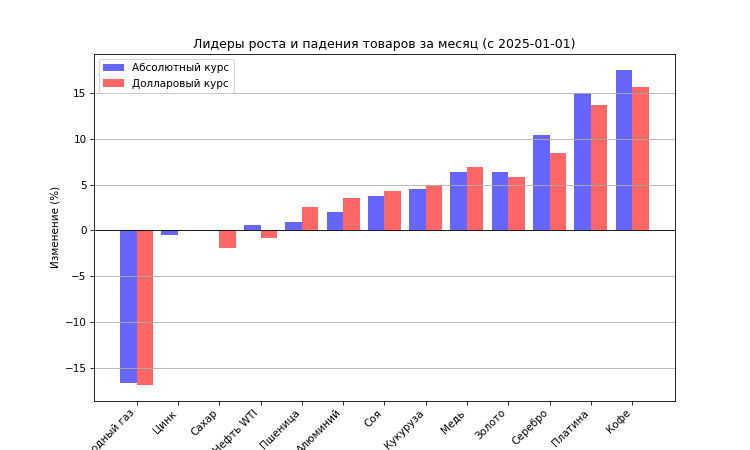 Лидеры роста и падения товаров за месяц (с 2025-01-01)
Абсолютный курс
Долларовый курс
Изменение (%)
15
10
5
0
−5
−10
−15
газ
Цинк
Сахар
Нефть WTI
Пшеница
Алюминий
Соя
Кукуруза
Медь
Золото
Серебро
Платина
Кофе